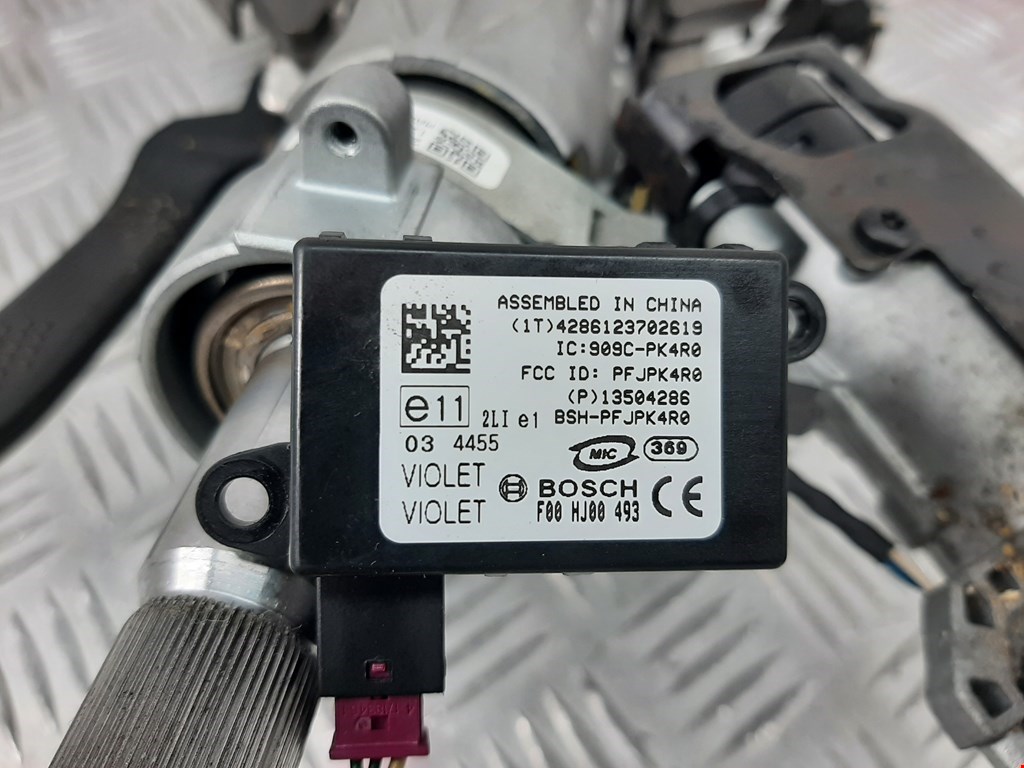 ASSEMBLED IN CHINA
(1T)4286123702619
IC:909C-PK4R0
FCC ID: PFJPK4R0
(P)13504286
e11 2LI e1 BSH-PFJPK4R0
03 4455 MIC 369
VIOLET
VIOLET BOSCH CE
F00 HJ00 493